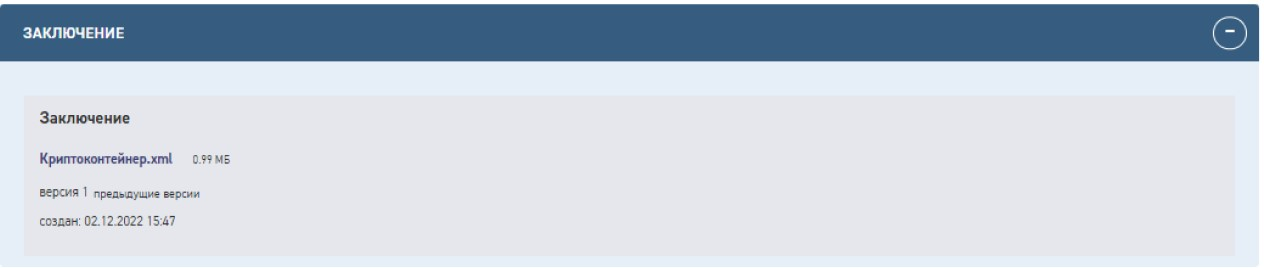 ЗАКЛЮЧЕНИЕ
Заключение
Криптоконтейнер.xml 0.99 МБ
версия 1 предыдущие версии
создан: 02.12.2022 15:47